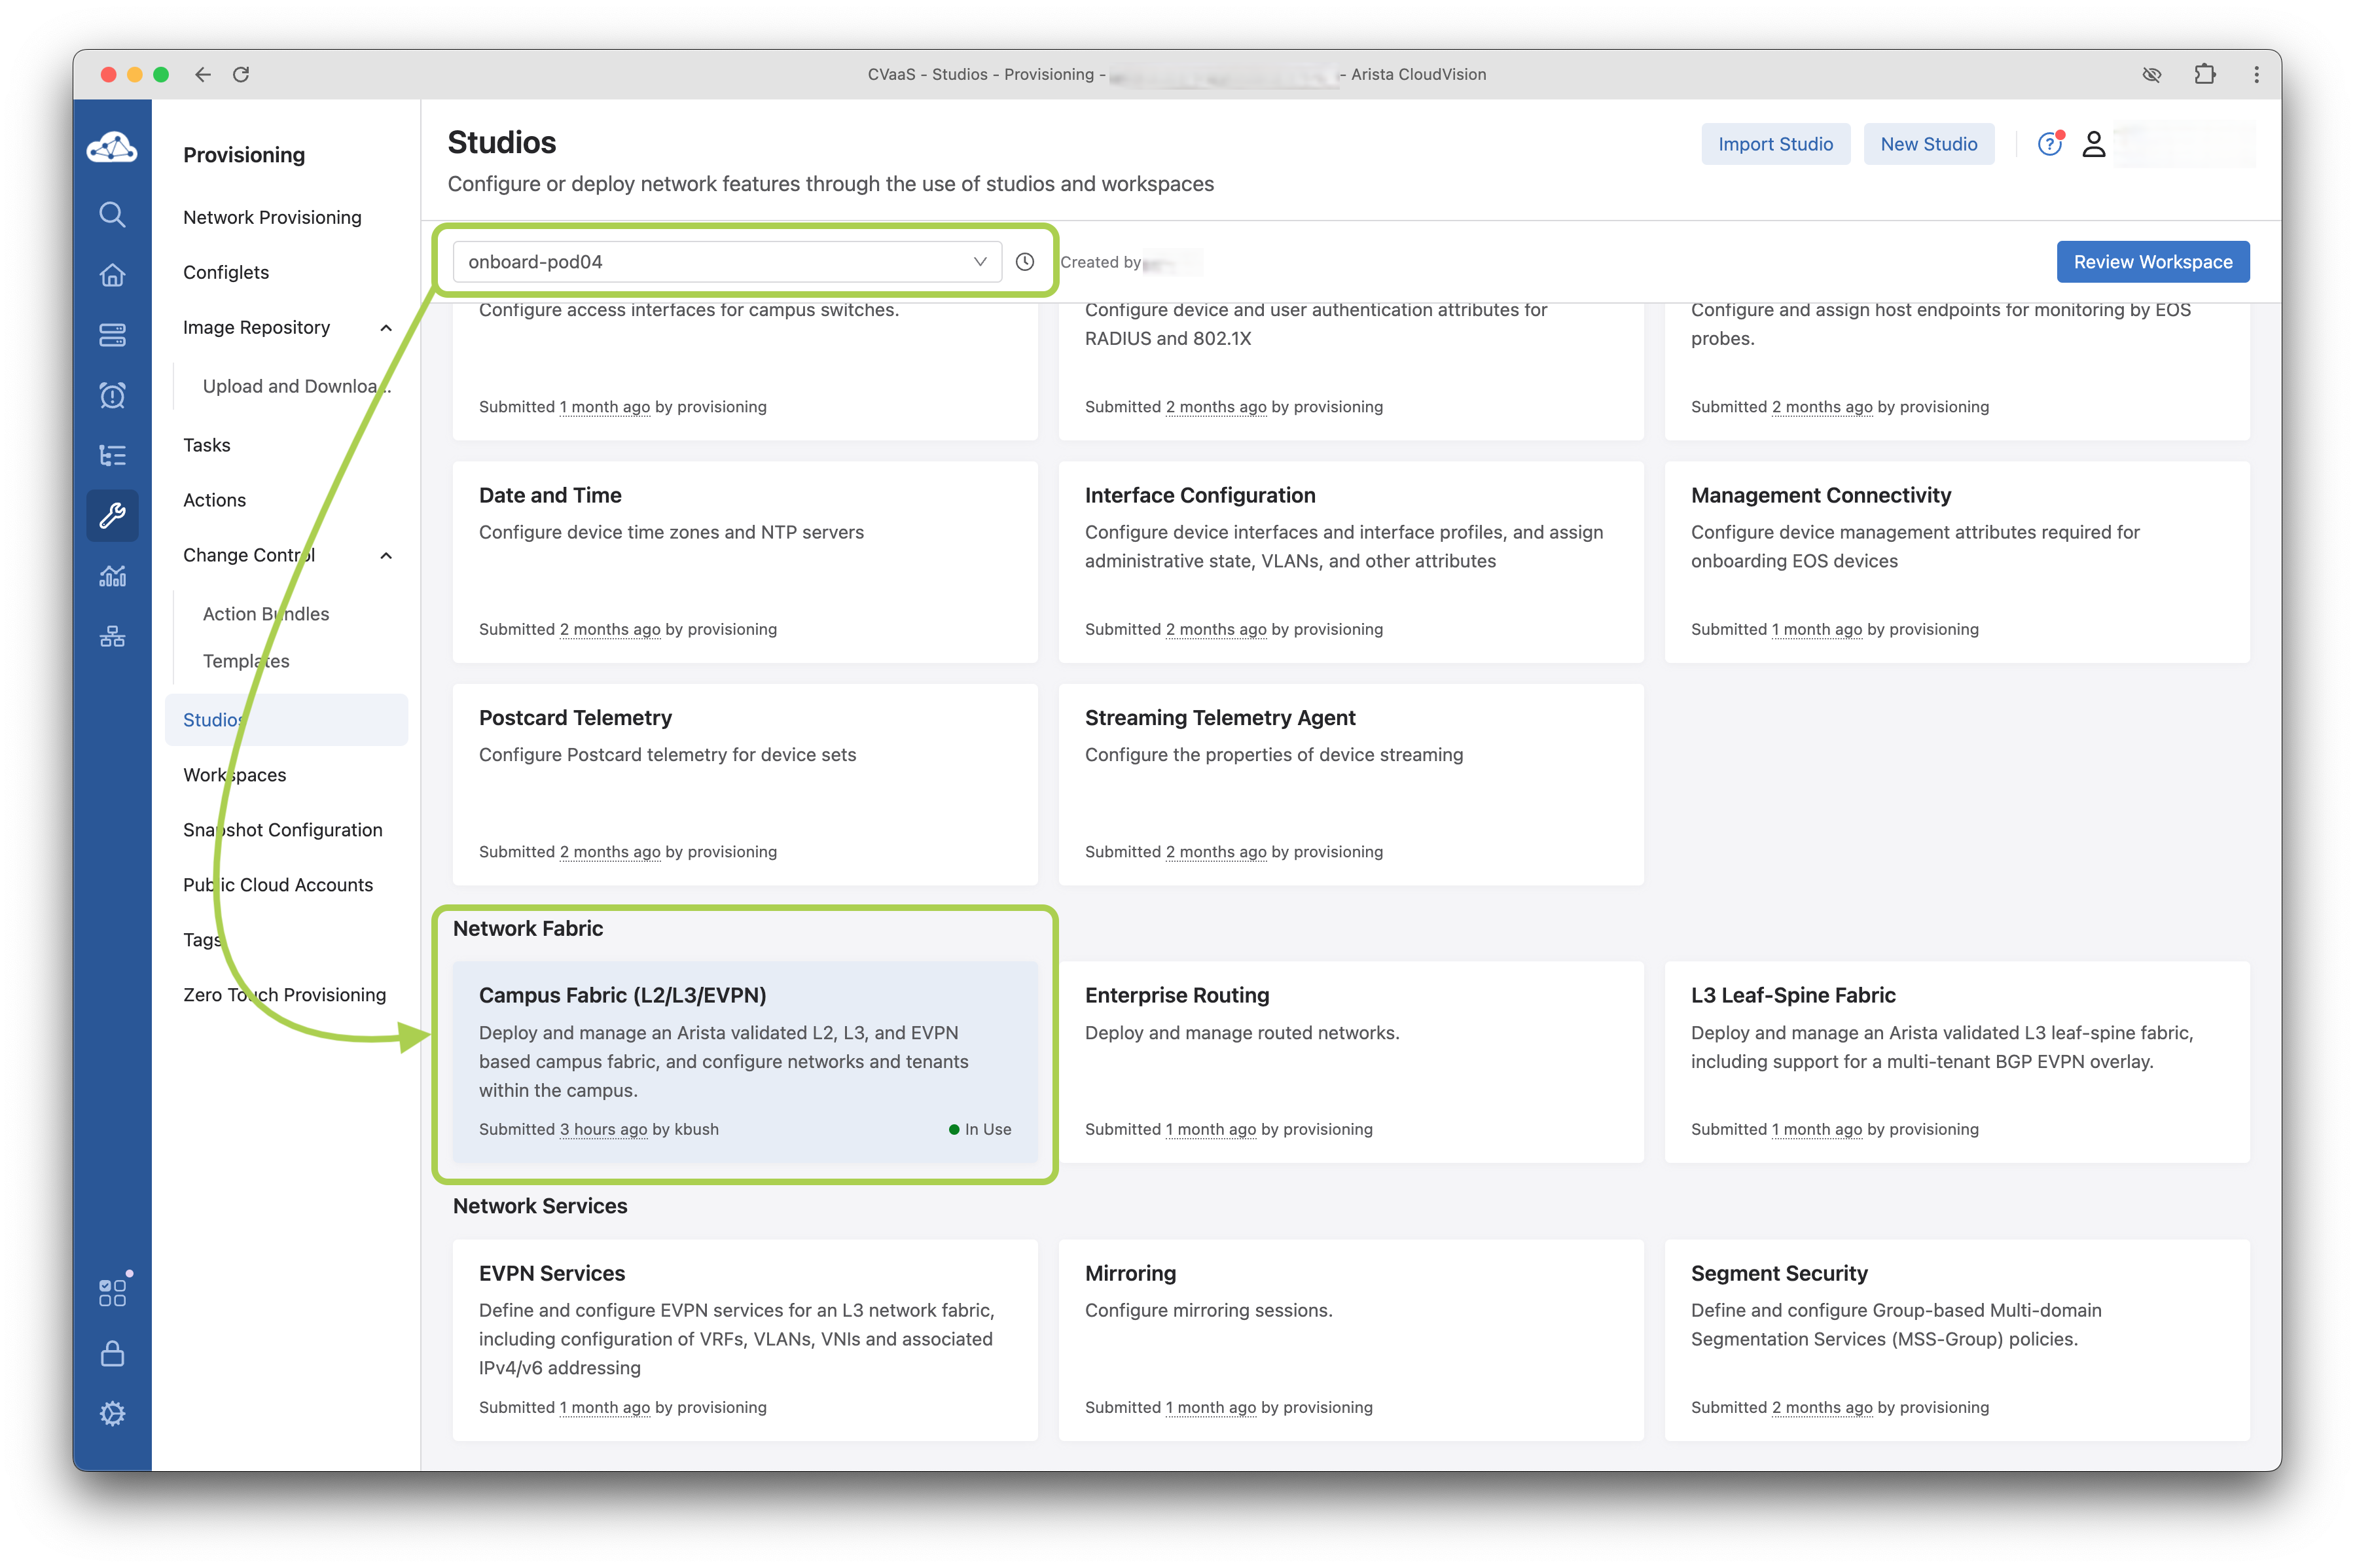 CVaaS - Studios - Provisioning - - Arista CloudVision
Provisioning
Network Provisioning
Configlets
Image Repository
Upload and Downloa...
Tasks
Actions
Change Control
Action Bundles
Templates
Studios
Workspaces
Snapshot Configuration
Public Cloud Accounts
Tags
Zero Touch Provisioning
Studios
Configure or deploy network features through the use of studios and workspaces
Import Studio
New Studio
onboard-pod04
Created by
Review Workspace
Configure access interfaces for campus switches.
Submitted 1 month ago by provisioning
Configure device and user authentication attributes for
RADIUS and 802.1X
Submitted 2 months ago by provisioning
Configure and assign host endpoints for monitoring by EOS
probes.
Submitted 2 months ago by provisioning
Date and Time
Configure device time zones and NTP servers
Submitted 2 months ago by provisioning
Interface Configuration
Configure device interfaces and interface profiles, and assign
administrative state, VLANs, and other attributes
Submitted 2 months ago by provisioning
Management Connectivity
Configure device management attributes required for
onboarding EOS devices
Submitted 1 month ago by provisioning
Postcard Telemetry
Configure Postcard telemetry for device sets
Submitted 2 months ago by provisioning
Streaming Telemetry Agent
Configure the properties of device streaming
Submitted 2 months ago by provisioning
Network Fabric
Campus Fabric (L2/L3/EVPN)
Deploy and manage an Arista validated L2, L3, and EVPN
based campus fabric, and configure networks and tenants
within the campus.
Submitted 3 hours ago by kbush
In Use
Enterprise Routing
Deploy and manage routed networks.
Submitted 1 month ago by provisioning
L3 Leaf-Spine Fabric
Deploy and manage an Arista validated L3 leaf-spine fabric,
including support for a multi-tenant BGP EVPN overlay.
Submitted 1 month ago by provisioning
Network Services
EVPN Services
Define and configure EVPN services for an L3 network fabric,
including configuration of VRFs, VLANs, VNIs and associated
IPv4/v6 addressing
Submitted 1 month ago by provisioning
Mirroring
Configure mirroring sessions.
Submitted 1 month ago by provisioning
Segment Security
Define and configure Group-based Multi-domain
Segmentation Services (MSS-Group) policies.
Submitted 2 months ago by provisioning